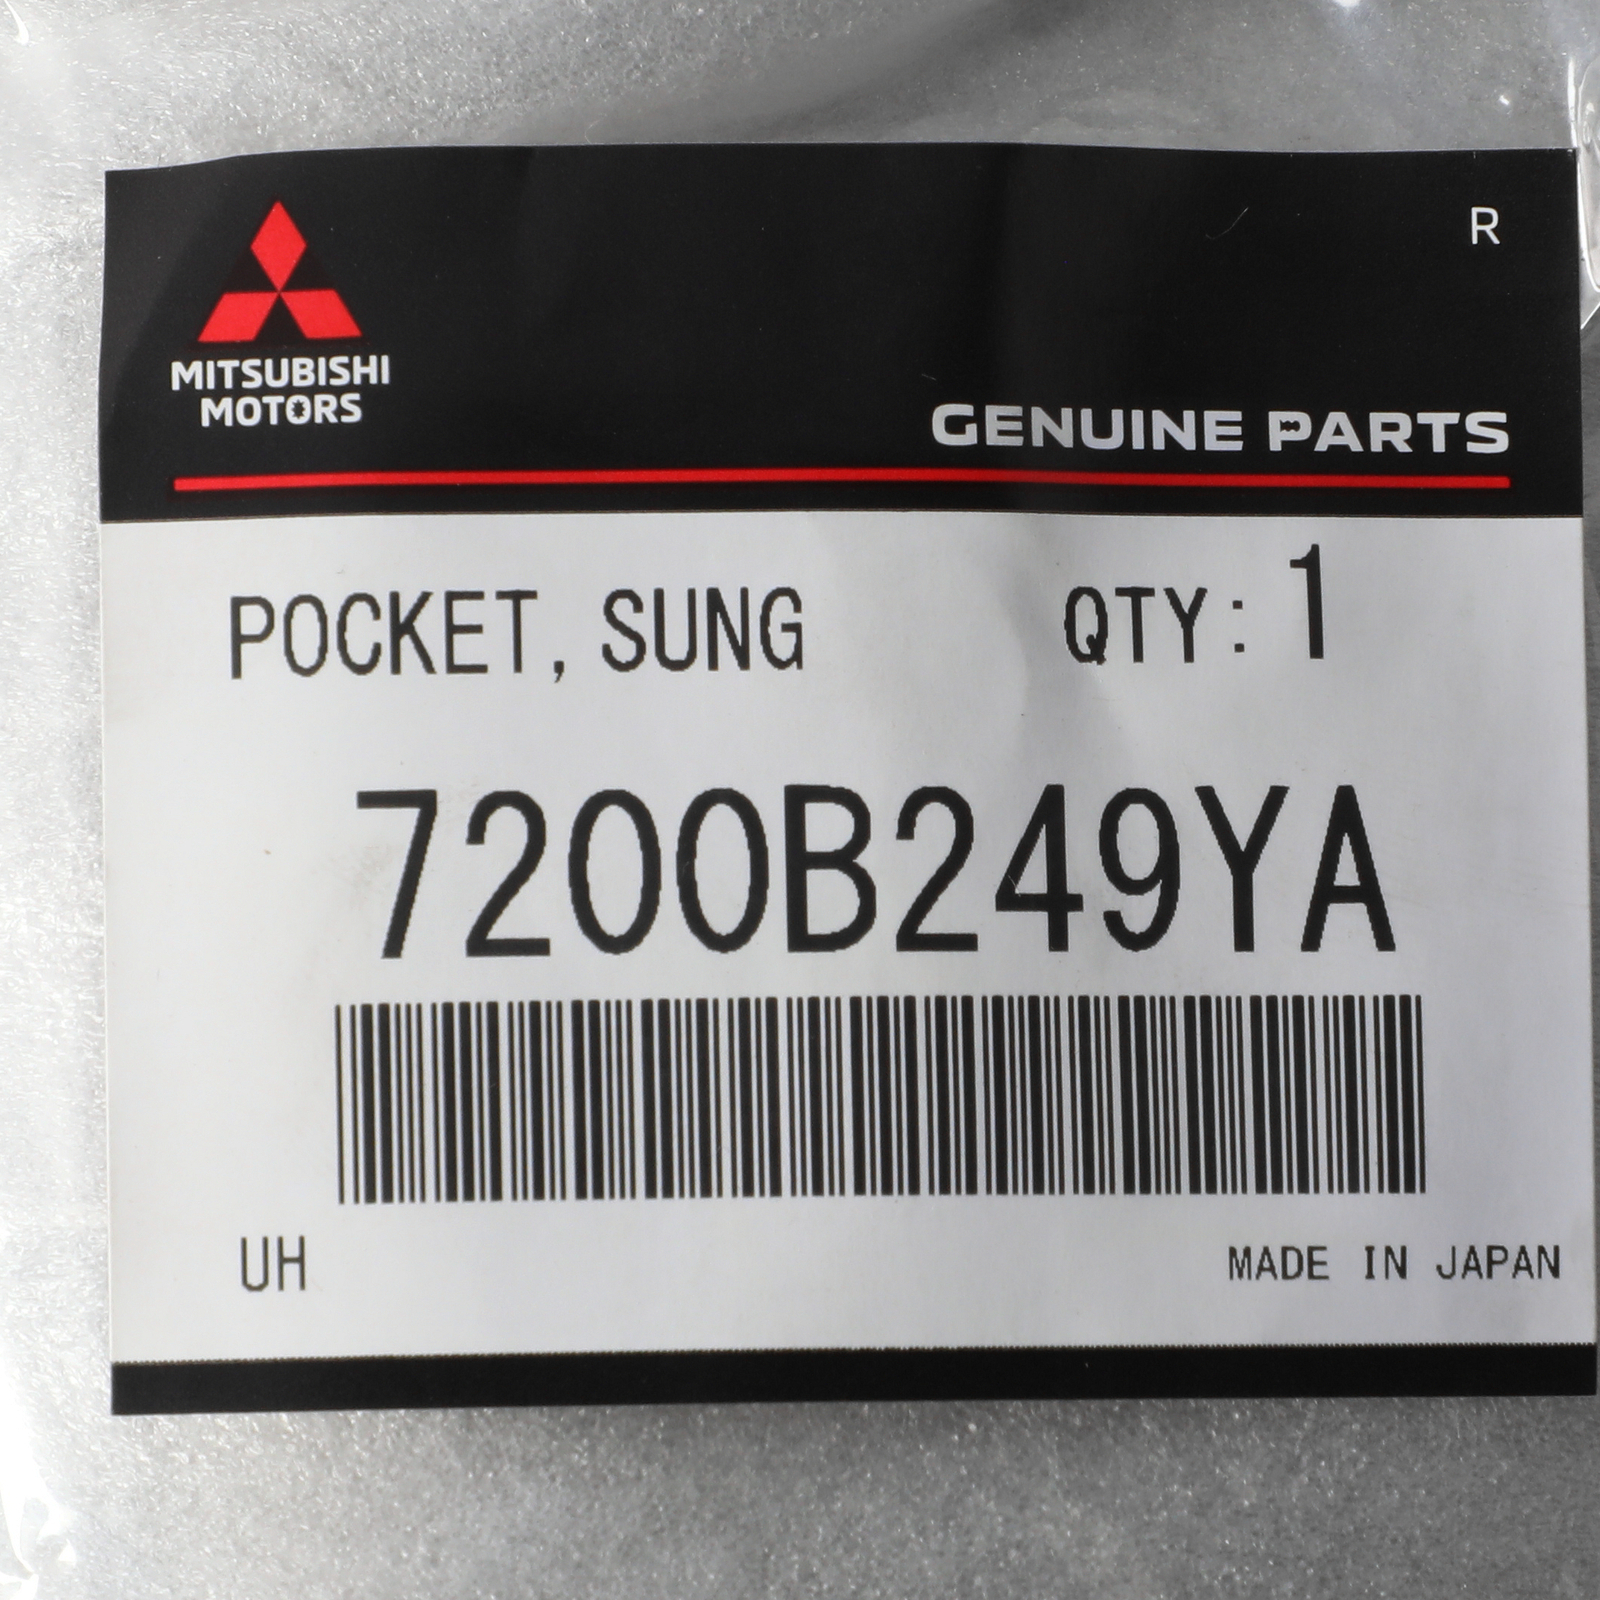 R
MITSUBISHI
MOTORS
GENUINE PARTS
POCKET, SUNG QTY: 1
7200B249YA
UH MADE IN JAPAN